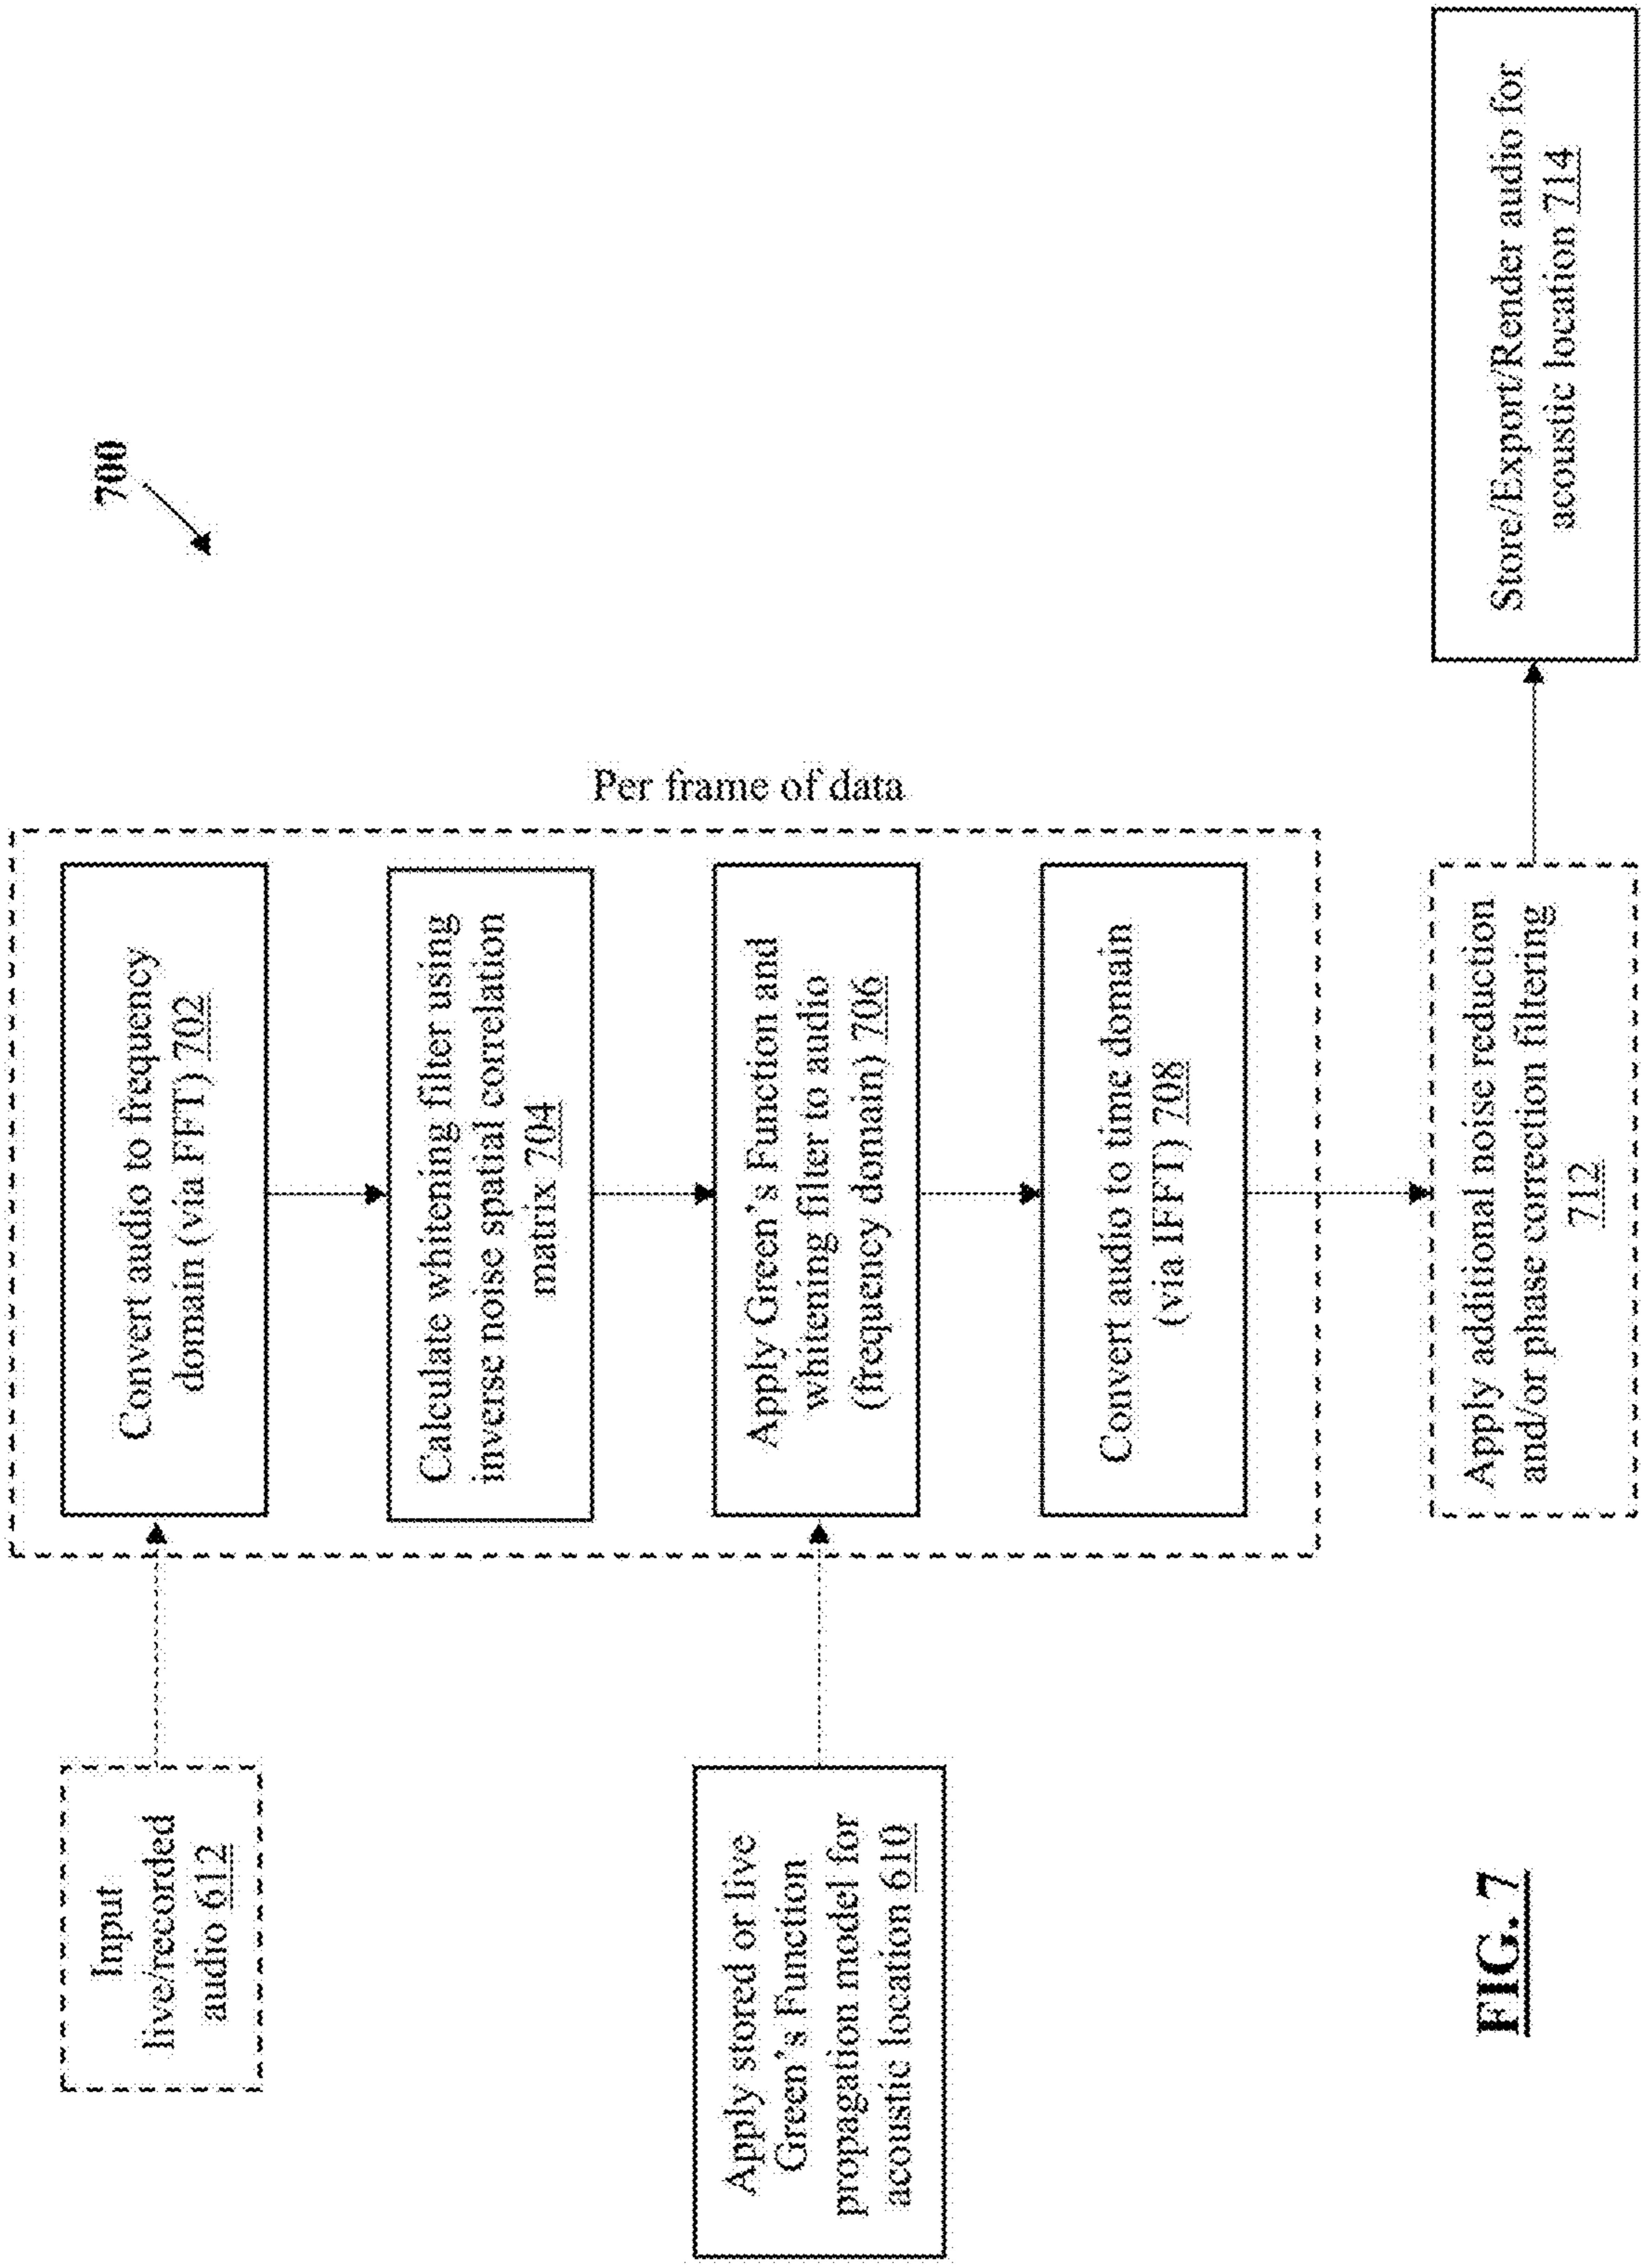 700
Input
live/recorded
audio 612
Convert audio to frequency
domain (via FFT) 702
Per frame of data
Calculate whitening filter using
inverse noise spatial correlation
matrix 704
Apply stored or live
Green's Function
propagation model for
acoustic location 610
Apply Green's Function and
whitening filter to audio
(frequency domain) 706
Convert audio to time domain
(via IFFT) 708
Apply additional noise reduction
and/or phase correction filtering
712
Store/Export/Render audio for
acoustic location 714
FIG. 7